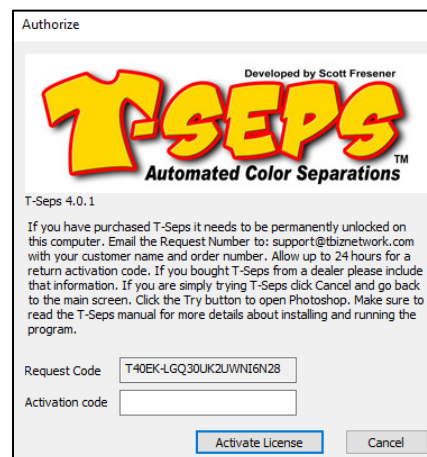 Authorize
Developed by Scott Fresener
T-SEPS
TM
Automated Color Separations
T-Seps 4.0.1
If you have purchased T-Seps it needs to be permanently unlocked on
this computer. Email the Request Number to: support@tbiznetwork.com
with your customer name and order number. Allow up to 24 hours for a
return activation code. If you bought T-Seps from a dealer please include
that information. If you are simply trying T-Seps click Cancel and go back
to the main screen. Click the Try button to open Photoshop. Make sure to
read the T-Seps manual for more details about installing and running the
program.
Request Code T40EK-LGQ30UK2UWNI6N28
Activation code
Activate License Cancel